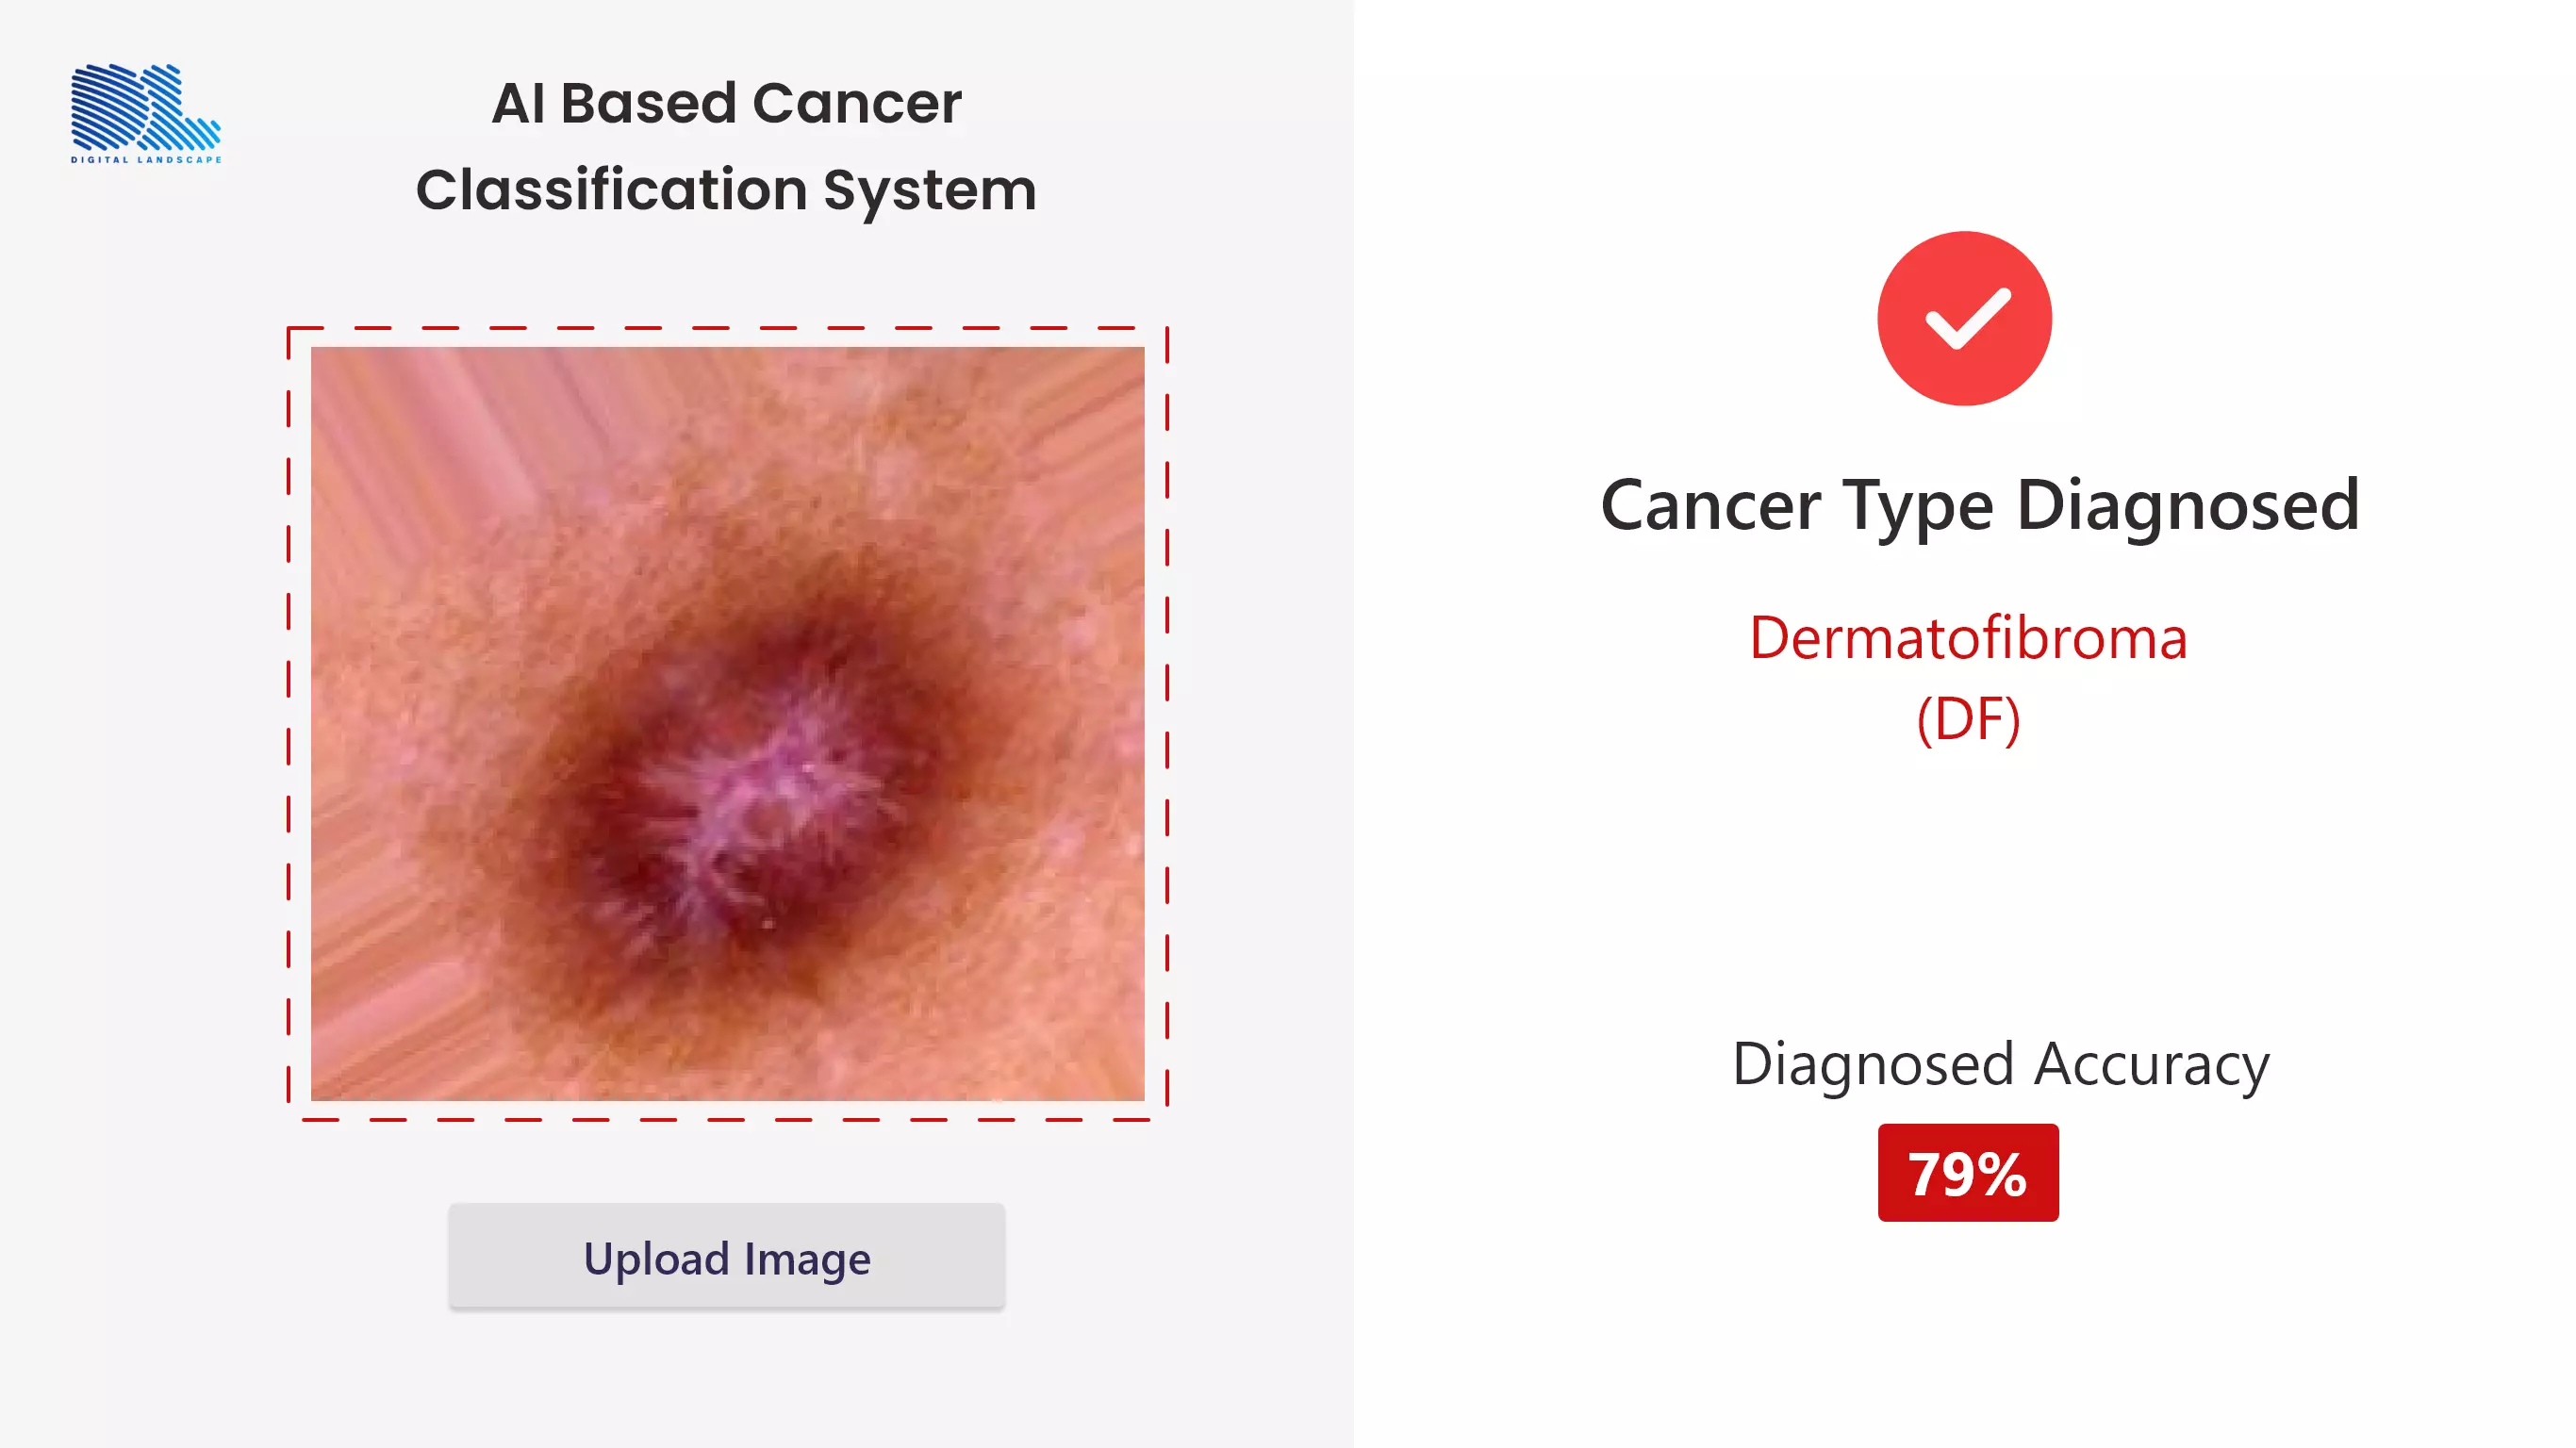 DIGITAL LANDSCAPE
AI Based Cancer
Classification System
Upload Image
Cancer Type Diagnosed
Dermatofibroma
(DF)
Diagnosed Accuracy
79%